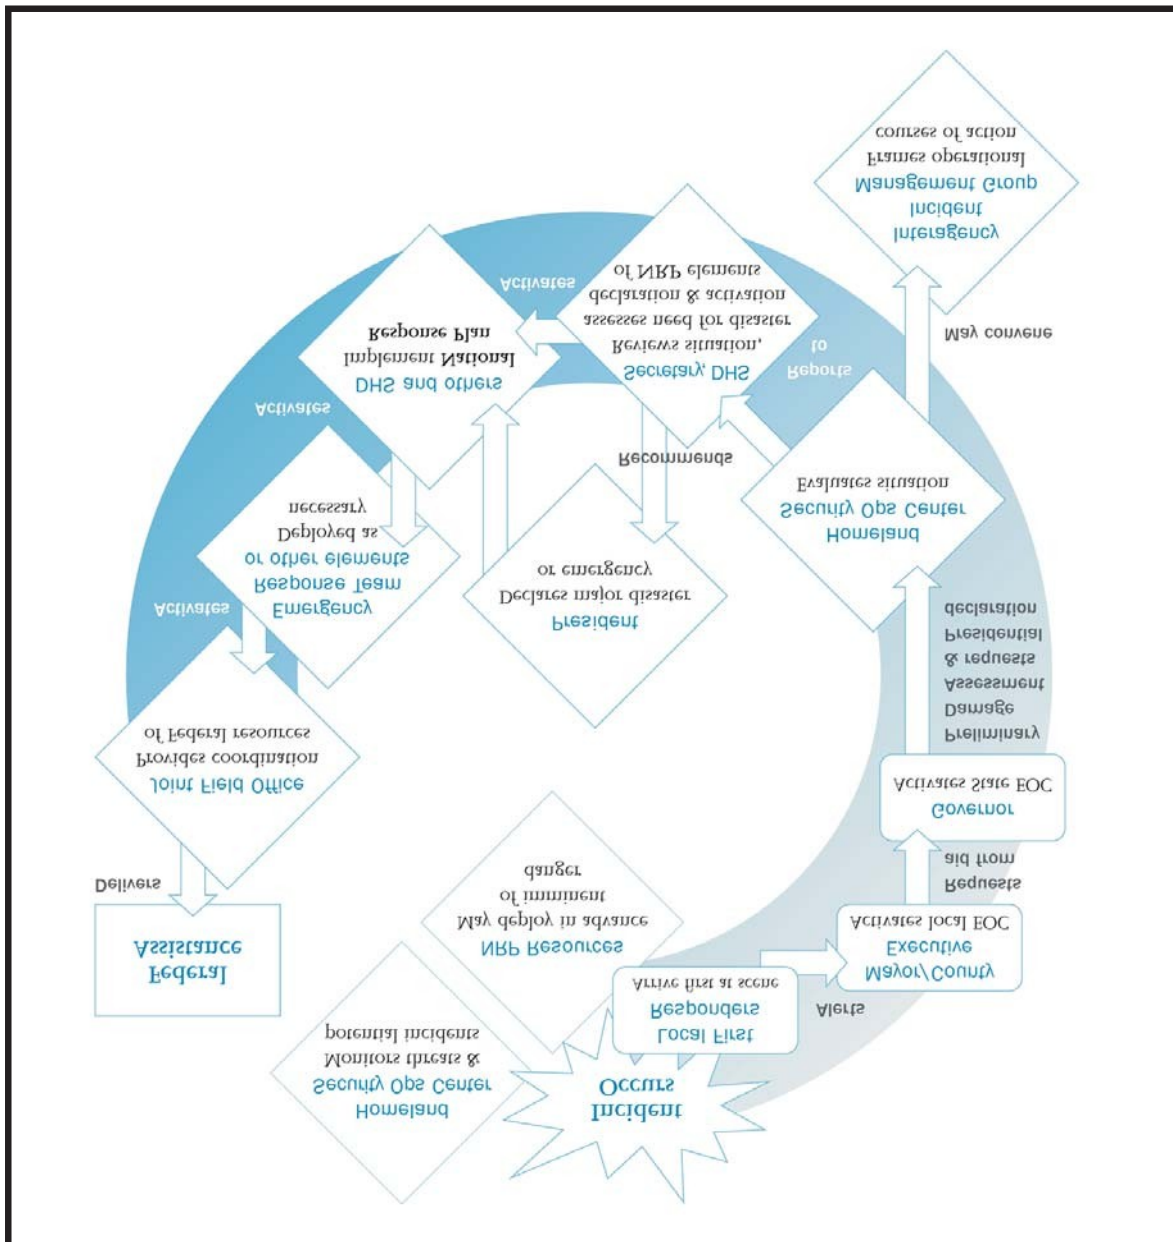 Homeland
Security Ops Center
Monitors threats &
potential incidents
NRP Resources
May deploy in advance
of imminent
danger
Incident
Occurs
Local First
Responders
Arrive first at scene
Alerts
Mayor/County
Executive
Activates local EOC
Requests
aid from
Governor
Activates State EOC
Preliminary
Damage
Assessment
& requests
Presidential
declaration
Homeland
Security Ops Center
Evaluates situation
May convene
Interagency
Incident
Management Group
Frames operational
courses of action
Reports
to
Secretary, DHS
Reviews situation,
assesses need for disaster
declaration & activation
of NRP elements
Recommends
President
Declares major disaster
or emergency
Activates
DHS and others
Implement National
Response Plan
Activates
Emergency
Response Team
or other elements
Deployed as
necessary
Activates
Joint Field Office
Provides coordination
of Federal resources
Delivers
Federal
Assistance